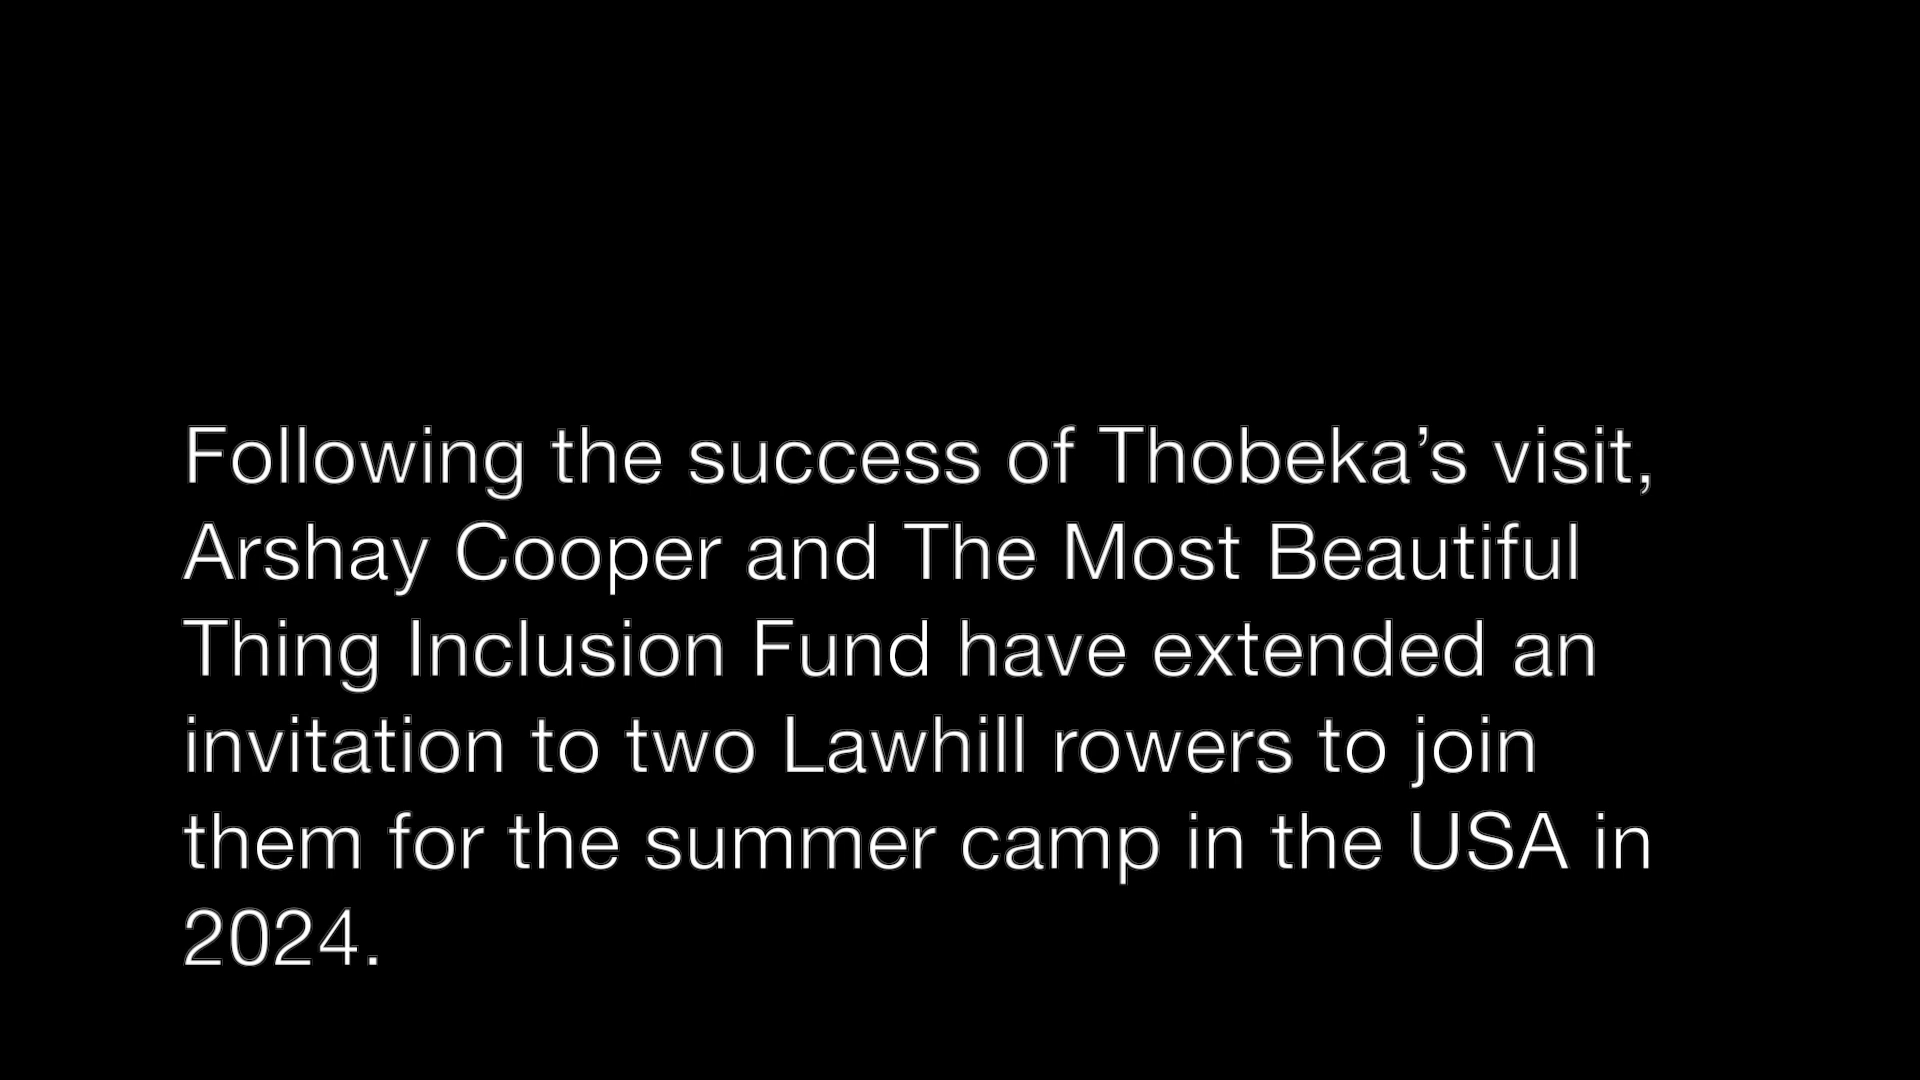 Following the success of Thobeka’s visit,
Arshay Cooper and The Most Beautiful
Thing Inclusion Fund have extended an
invitation to two Lawhill rowers to join
them for the summer camp in the USA in
2024.